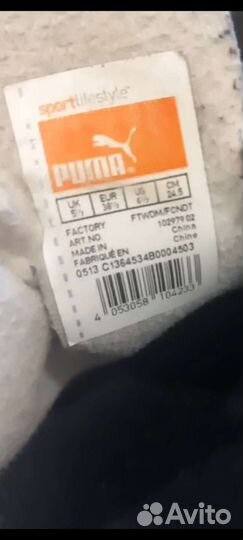 sportlifestyle
PUMA
UK EUR US CM
5½ 38½ 6½ 24.5
FACTORY FTWDM/FCNDT
ART NO. 102979 02
MADE IN China
FABRIQUÉ EN Chine
0513 C1364534B0004503
4 053058 104233
Avito